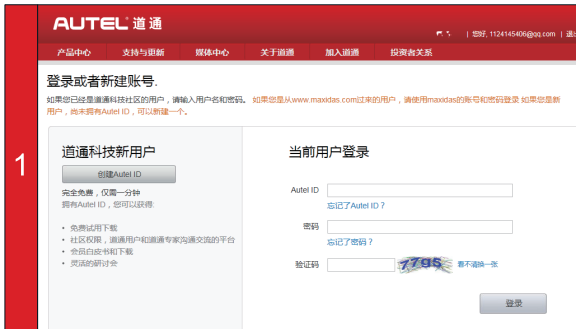 AUTEL 道通
| 您好, 1124145406@qq.com | 退出
产品中心 支持与更新 媒体中心 关于道通 加入道通 投资者关系
登录或者新建账号.
如果您已经是道通科技社区的用户，请输入用户名和密码。 如果您是从www.maxidas.com过来的用户，请使用maxidas的账号和密码登录 如果您是新
用户，尚未拥有Autel ID，可以新建一个。
1
道通科技新用户
创建Autel ID
完全免费，仅需一分钟
拥有Autel ID，您可以获得:
• 免费试用下载
• 社区权限，道通用户和道通专家沟通交流的平台
• 会员白皮书和下载
• 灵活的研讨会
当前用户登录
Autel ID
忘记了Autel ID？
密码
忘记了密码？
验证码 7795 看不清换一张
登录